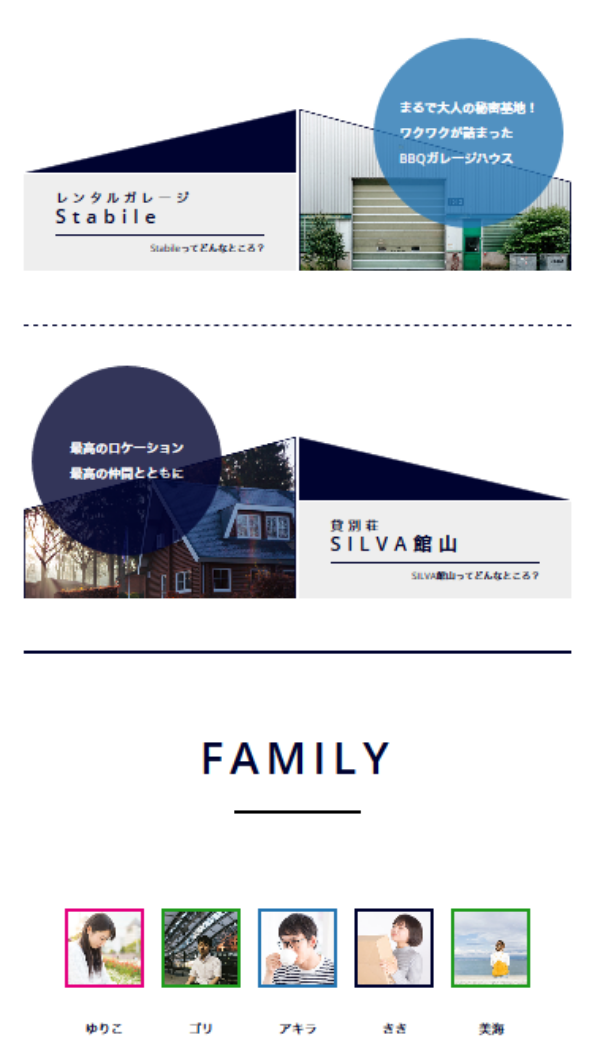 まるで大人の秘密基地！
ワクワクが詰まった
BBQガレージハウス
レンタルガレージ
Stabile
Stabileってどんなところ？
最高のロケーション
最高の仲間とともに
貸別荘
SILVA館山
SILVA館山ってどんなところ？
FAMILY
ゆりこ
ゴリ
アキラ
きき
美海